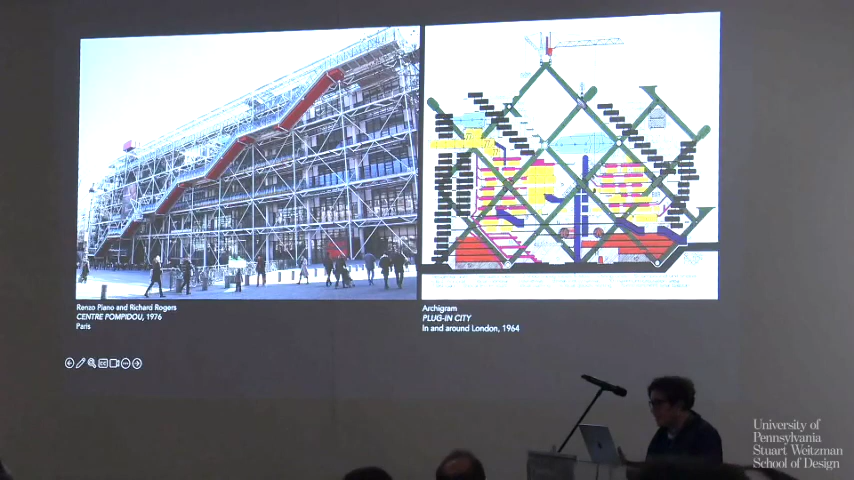 Renzo Piano and Richard Rogers
CENTRE POMPIDOU, 1976
Paris
Archigram
PLUG-IN CITY
In and around London, 1964
University of
Pennsylvania
Stuart Weitzman
School of Design